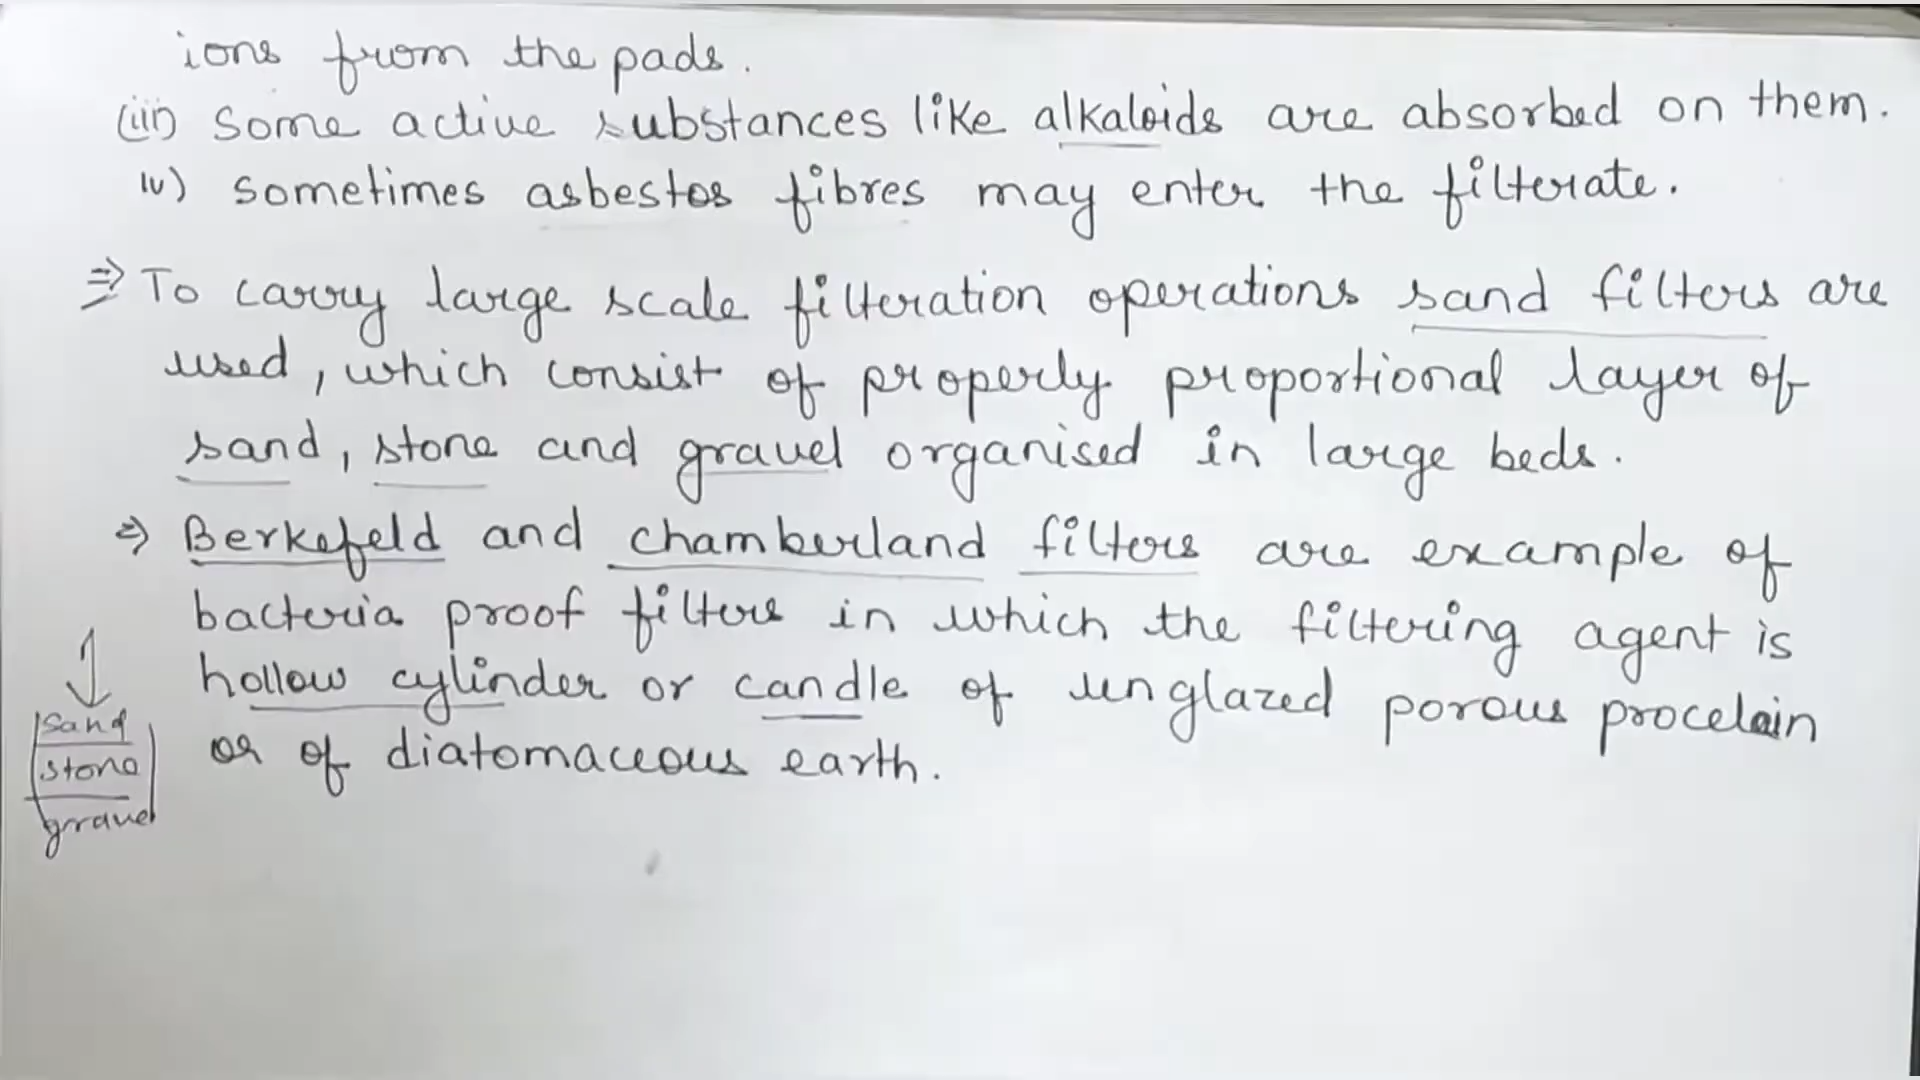 ions from the pads.
(iii) Some active substances like alkaloids are absorbed on them.
iv) sometimes asbestos fibres may enter the filterate.
⇒ To carry large scale filteration operations sand filters are
used, which consist of properly proportional layer of
sand, stone and gravel organised in large beds.
⇒ Berkefeld and chamberland filters are example of
bacteria proof filters in which the filtering agent is
hollow cylinder or candle of unglazed porous procelain
or of diatomaceous earth.
sand
stone
gravel